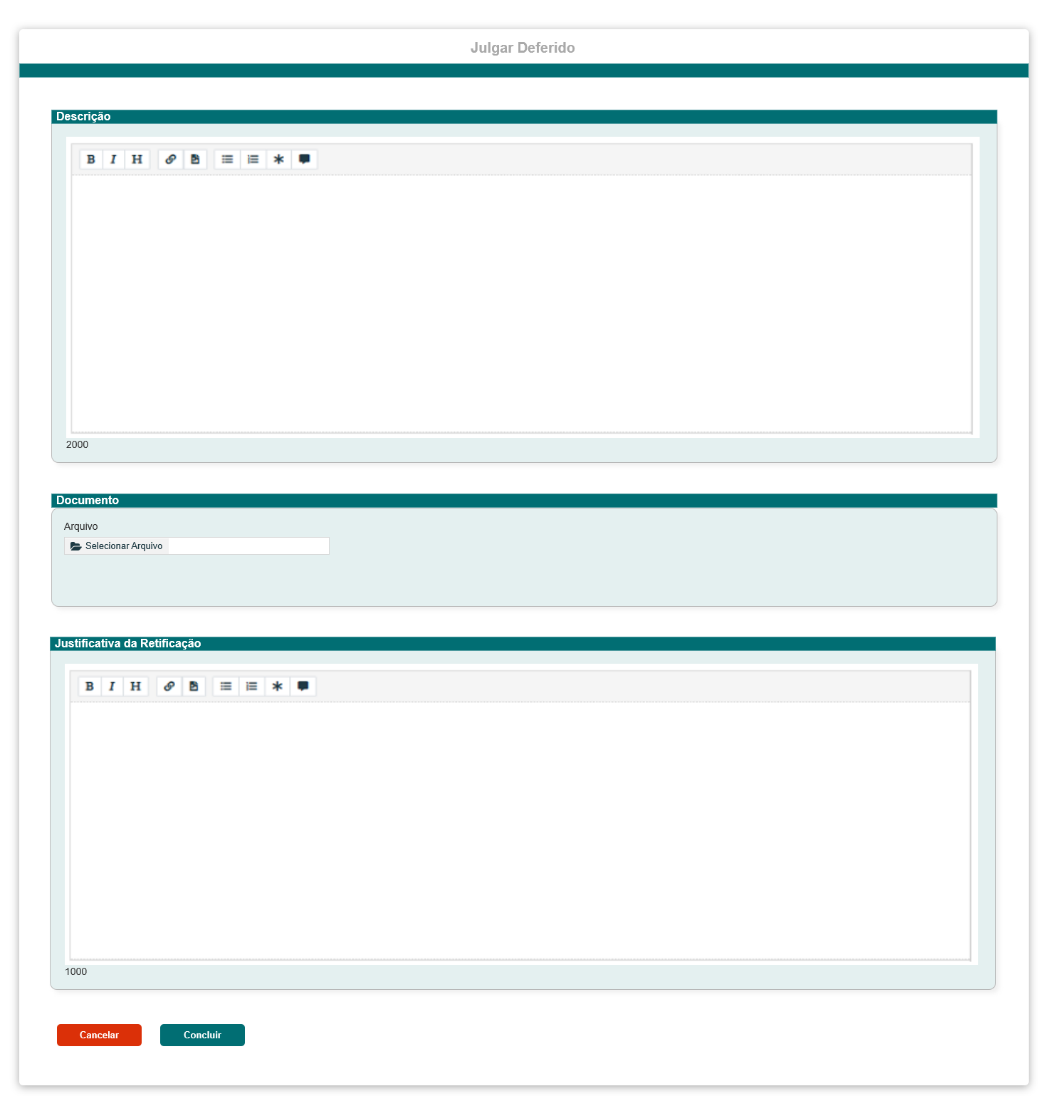 Julgar Deferido
Descrição
B I H
2000
Documento
Arquivo
Selecionar Arquivo
Justificativa da Retificação
B I H
1000
Cancelar Concluir